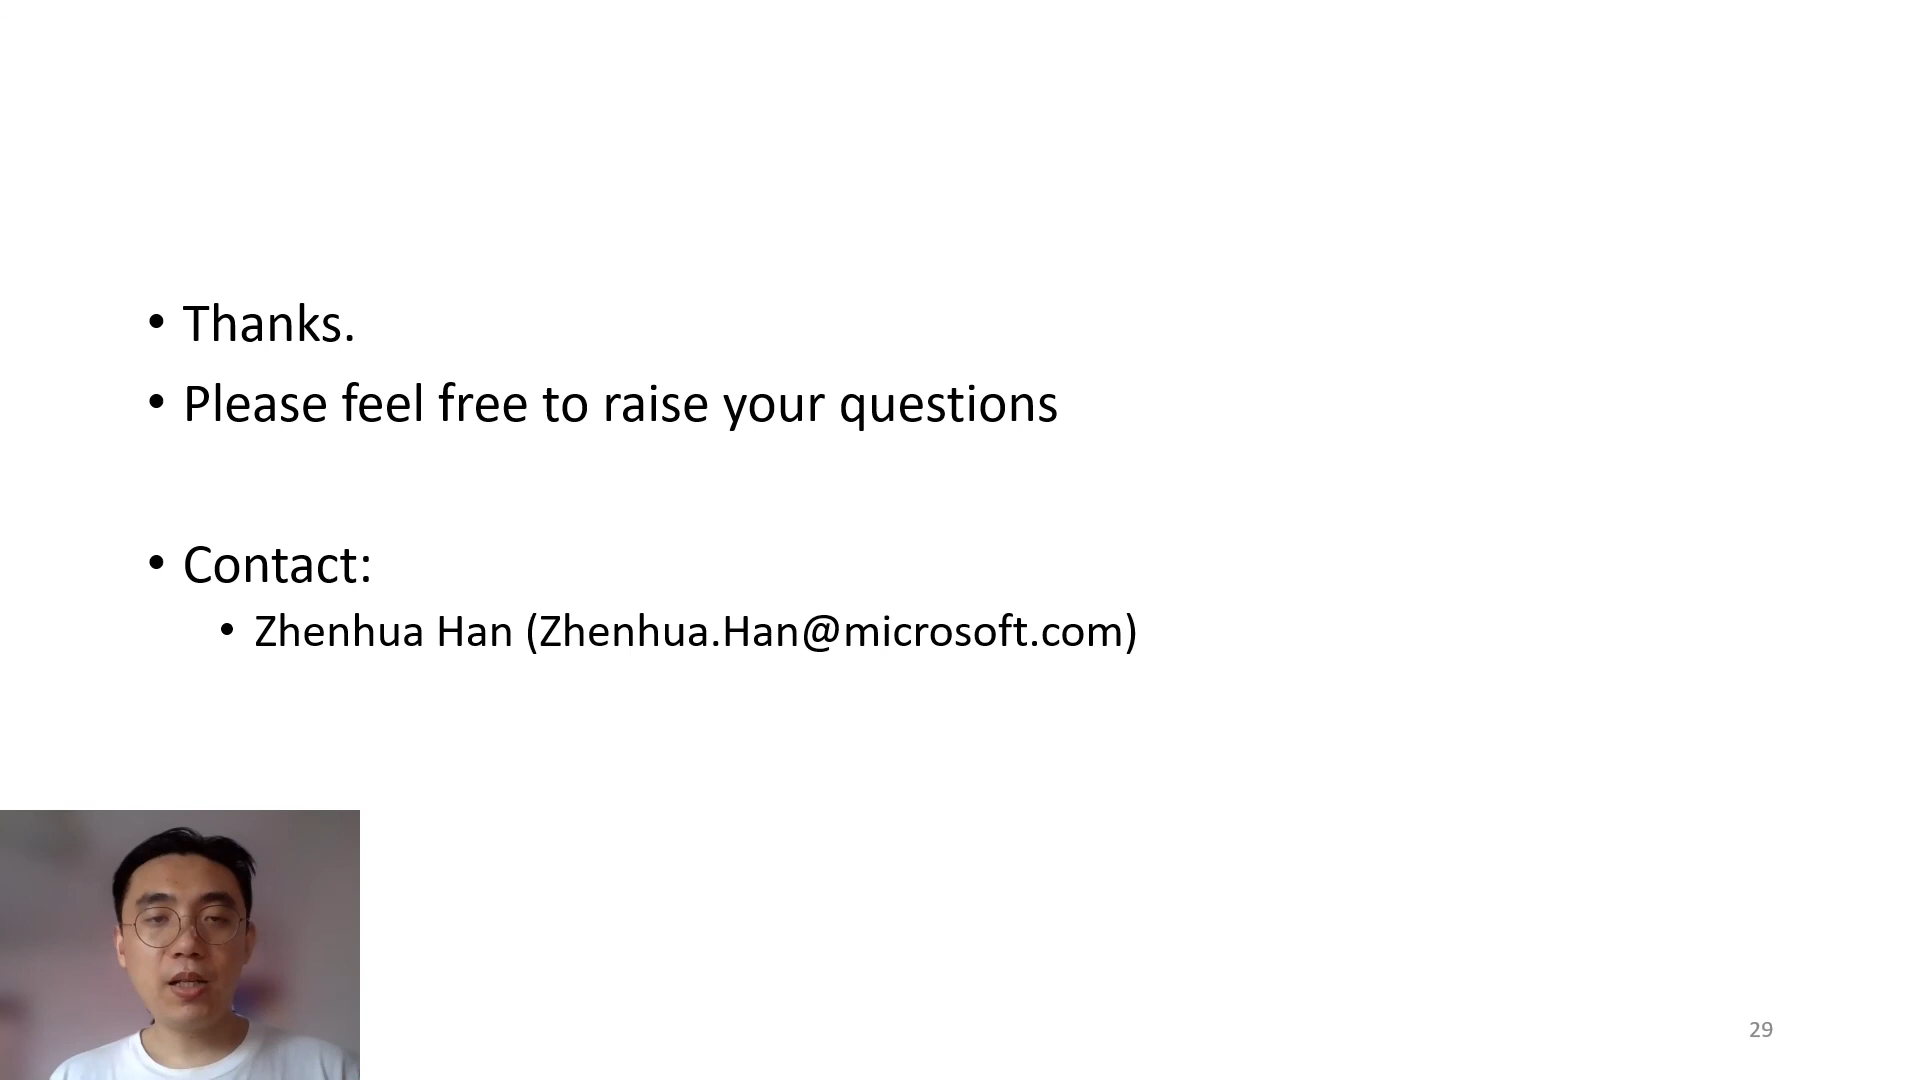 • Thanks.
• Please feel free to raise your questions
• Contact:
• Zhenhua Han (Zhenhua.Han@microsoft.com)
29